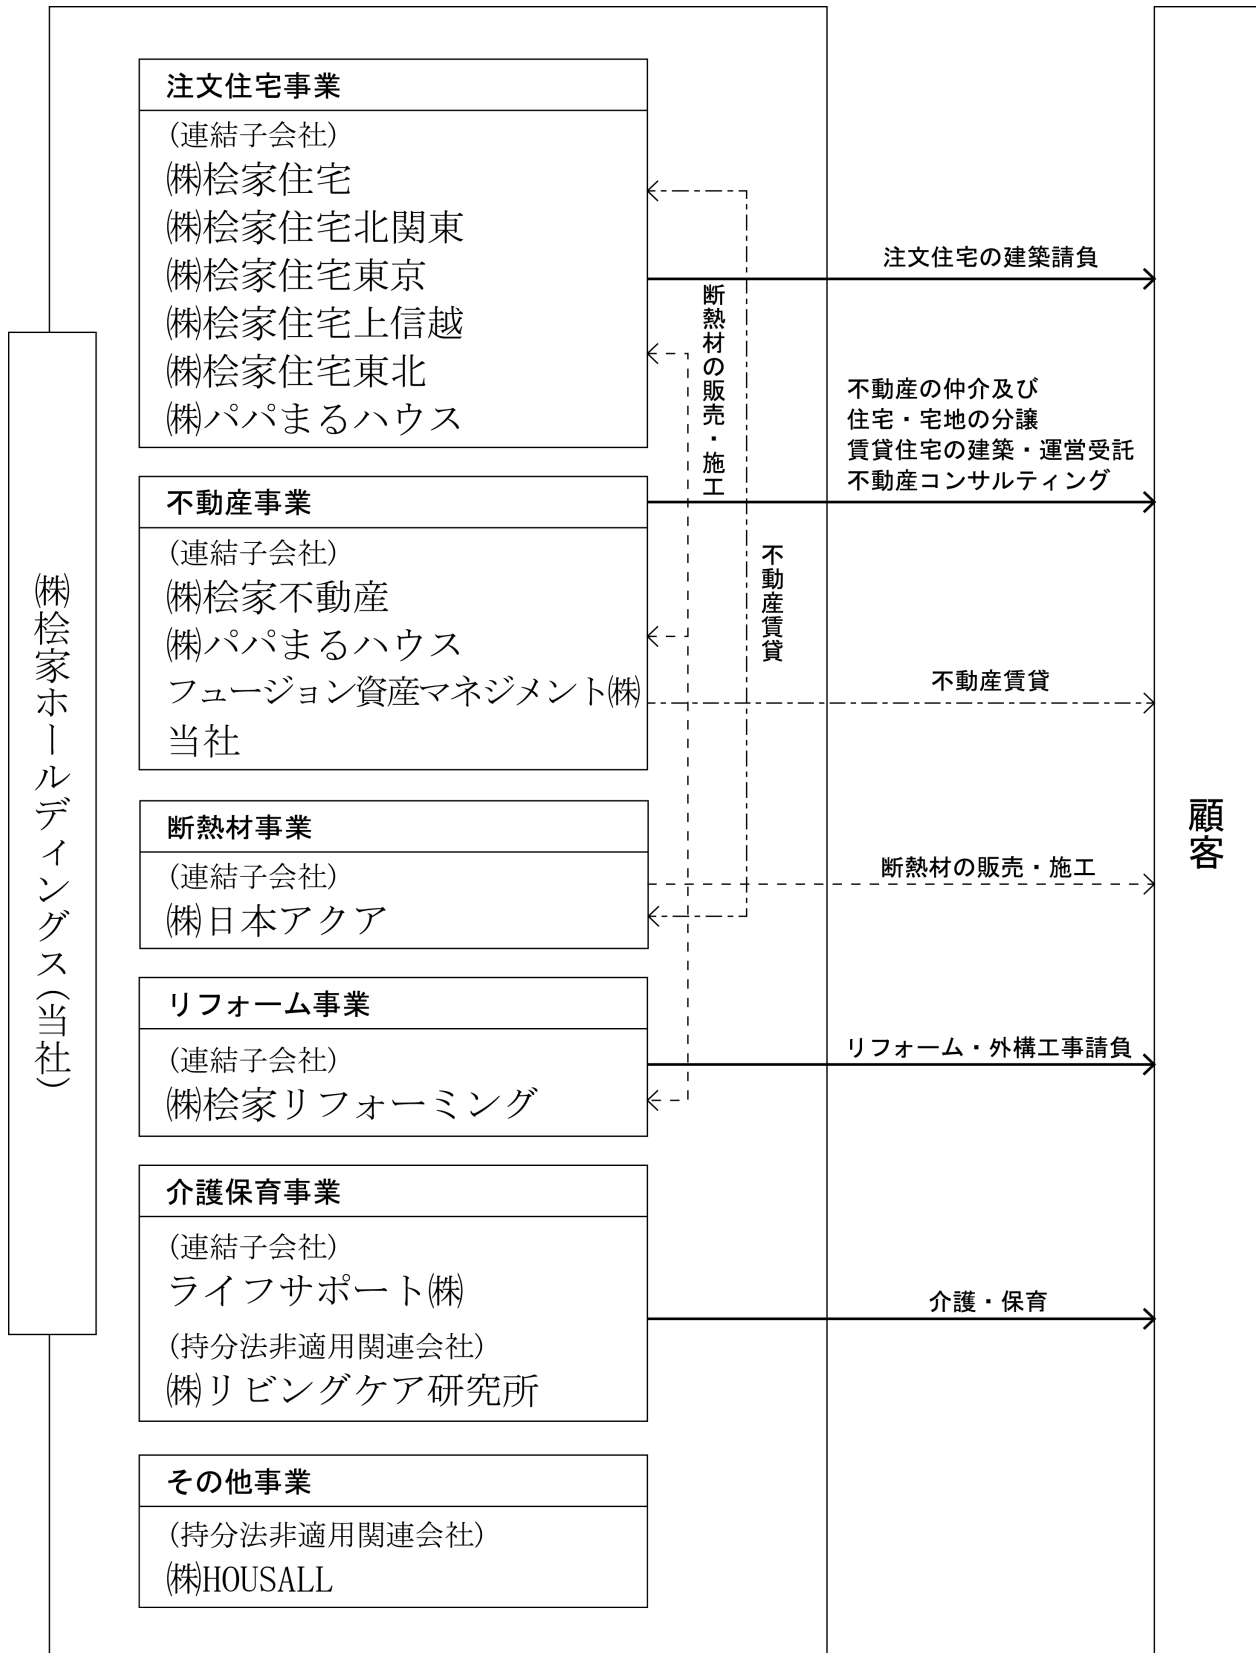 ㈱桧家ホールディングス(当社)
注文住宅事業
(連結子会社)
㈱桧家住宅
㈱桧家住宅北関東
㈱桧家住宅東京
㈱桧家住宅上信越
㈱桧家住宅東北
㈱パパまるハウス
不動産事業
(連結子会社)
㈱桧家不動産
㈱パパまるハウス
フュージョン資産マネジメント㈱
当社
断熱材事業
(連結子会社)
㈱日本アクア
リフォーム事業
(連結子会社)
㈱桧家リフォーミング
介護保育事業
(連結子会社)
ライフサポート㈱
(持分法非適用関連会社)
㈱リビングケア研究所
その他事業
(持分法非適用関連会社)
㈱HOUSALL
断熱材の販売・施工
不動産賃貸
注文住宅の建築請負
不動産の仲介及び
住宅・宅地の分譲
賃貸住宅の建築・運営受託
不動産コンサルティング
不動産賃貸
断熱材の販売・施工
リフォーム・外構工事請負
介護・保育
顧客